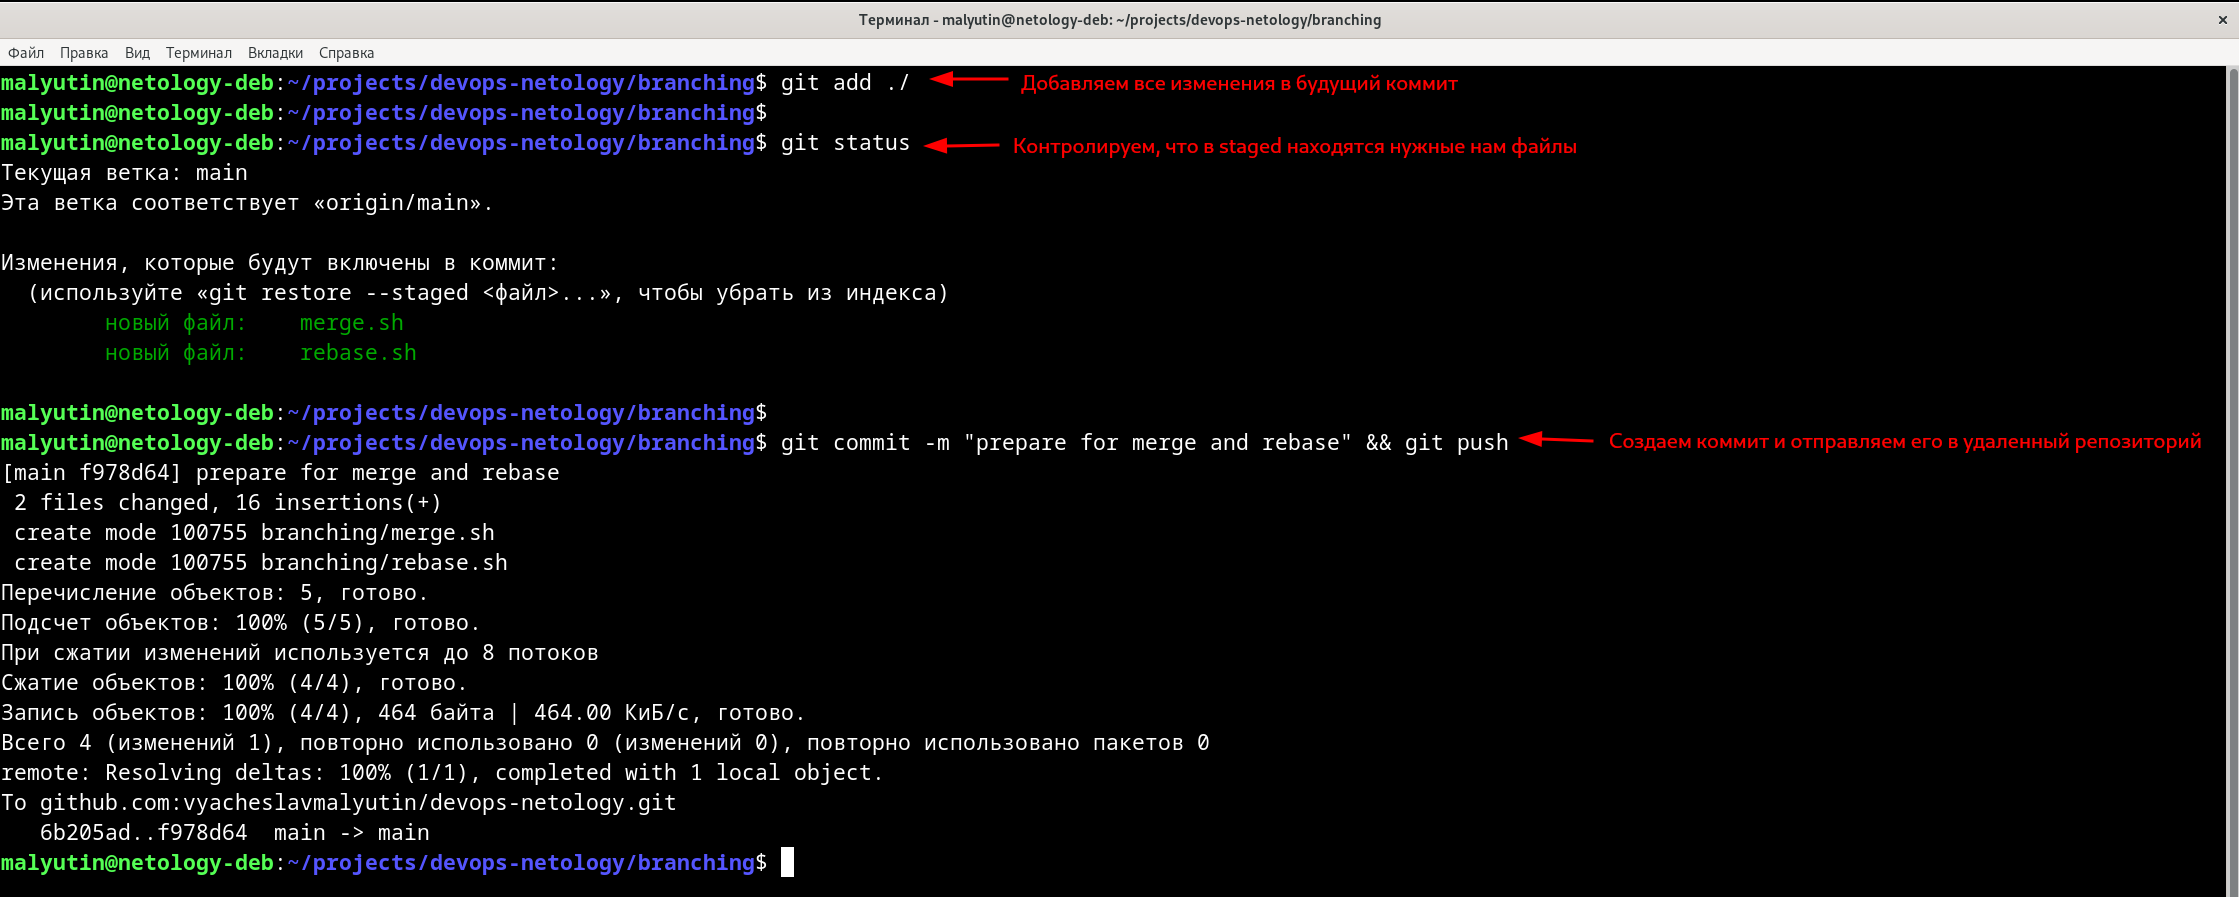 Терминал - malyutin@netology-deb: ~/projects/devops-netology/branching ×
Файл Правка Вид Терминал Вкладки Справка
malyutin@netology-deb:~/projects/devops-netology/branching$ git add ./ Добавляем все изменения в будущий коммит
malyutin@netology-deb:~/projects/devops-netology/branching$
malyutin@netology-deb:~/projects/devops-netology/branching$ git status Контролируем, что в staged находятся нужные нам файлы
Текущая ветка: main
Эта ветка соответствует «origin/main».
Изменения, которые будут включены в коммит:
(используйте «git restore --staged <файл>...», чтобы убрать из индекса)
новый файл: merge.sh
новый файл: rebase.sh
malyutin@netology-deb:~/projects/devops-netology/branching$
malyutin@netology-deb:~/projects/devops-netology/branching$ git commit -m "prepare for merge and rebase" && git push Создаем коммит и отправляем его в удаленный репозиторий
[main f978d64] prepare for merge and rebase
2 files changed, 16 insertions(+)
create mode 100755 branching/merge.sh
create mode 100755 branching/rebase.sh
Перечисление объектов: 5, готово.
Подсчет объектов: 100% (5/5), готово.
При сжатии изменений используется до 8 потоков
Сжатие объектов: 100% (4/4), готово.
Запись объектов: 100% (4/4), 464 байта | 464.00 КиБ/с, готово.
Всего 4 (изменений 1), повторно использовано 0 (изменений 0), повторно использовано пакетов 0
remote: Resolving deltas: 100% (1/1), completed with 1 local object.
To github.com:vyacheslavmalyutin/devops-netology.git
6b205ad..f978d64 main -> main
malyutin@netology-deb:~/projects/devops-netology/branching$